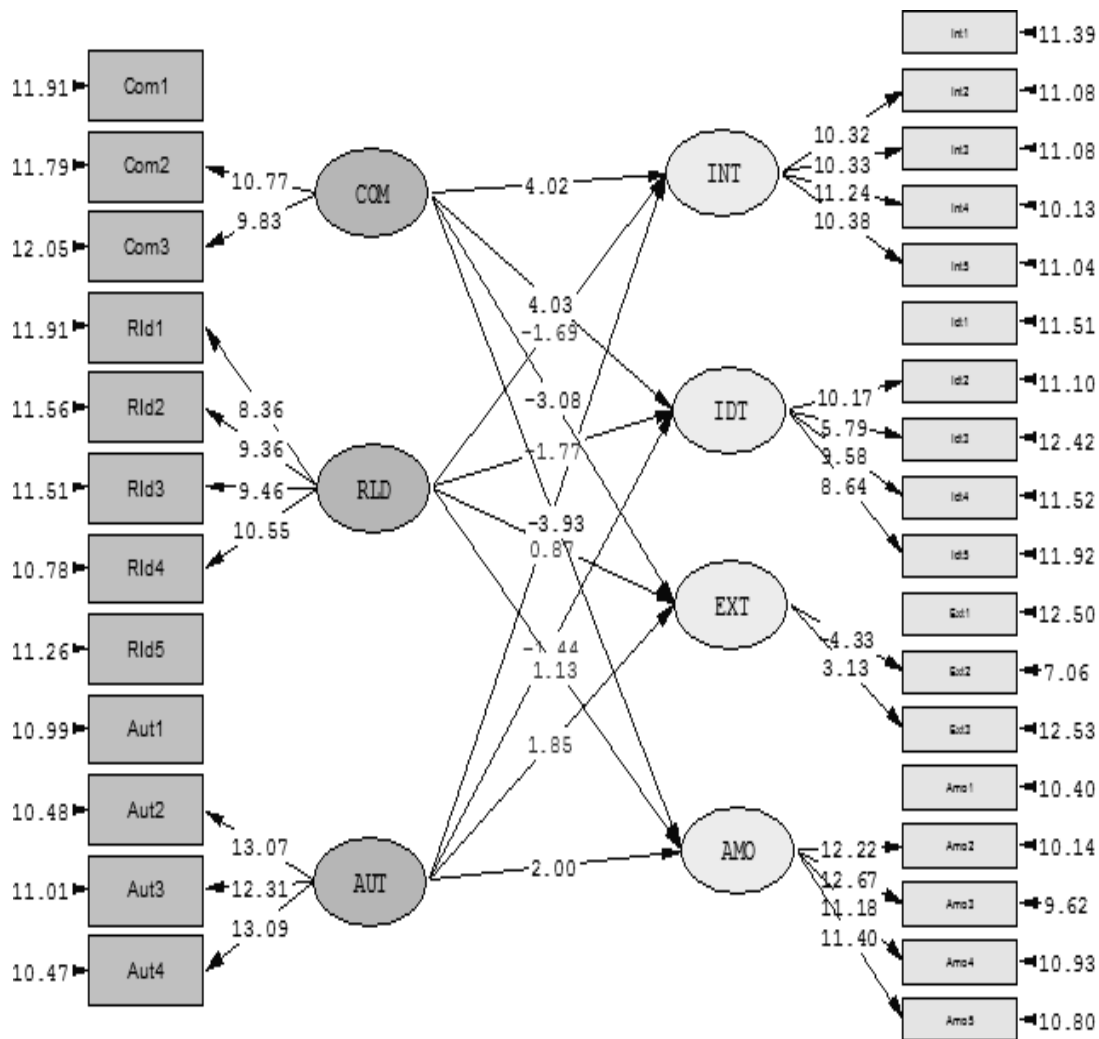 11.91 Com1
11.79 Com2
12.05 Com3
11.91 Rld1
11.56 Rld2
11.51 Rld3
10.78 Rld4
11.26 Rld5
10.99 Aut1
10.48 Aut2
11.01 Aut3
10.47 Aut4
10.77
9.83
8.36
9.36
9.46
10.55
13.07
12.31
13.09
COM
RLD
AUT
4.02
4.03
-1.69
-3.08
-1.77
-3.93
0.87
1.13
1.85
2.00
INT
IDT
EXT
AMO
10.32
10.33
11.24
10.38
10.17
5.79
9.58
8.64
-4.33
3.13
12.22
12.67
11.18
11.40
Int1 11.39
Int2 11.08
Int3 11.08
Int4 10.13
Int5 11.04
Idt1 11.51
Idt2 11.10
Idt3 12.42
Idt4 11.52
Idt5 11.92
Ext1 12.50
Ext2 7.06
Ext3 12.53
Amo1 10.40
Amo2 10.14
Amo3 9.62
Amo4 10.93
Amo5 10.80